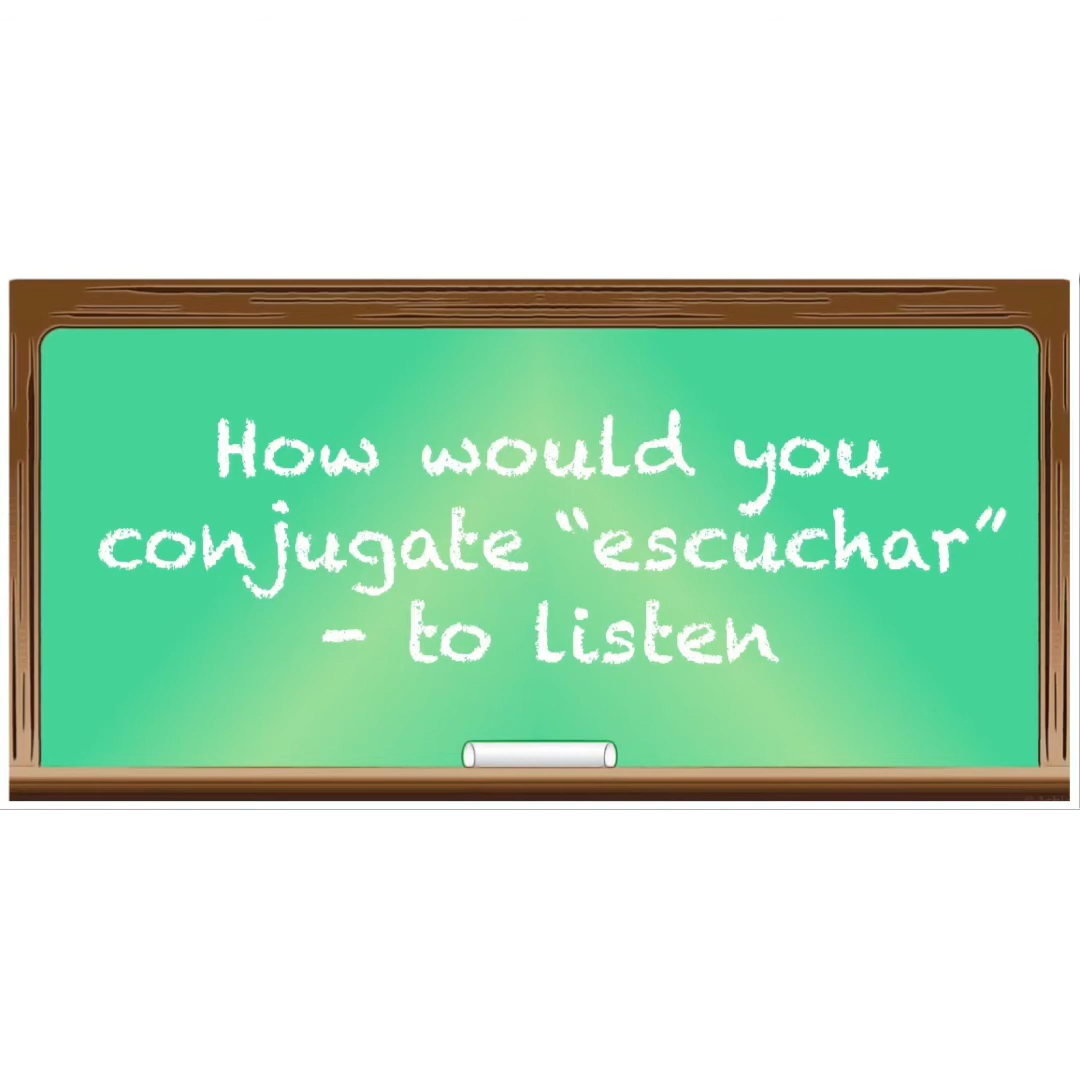 How would you
conjugate “escuchar”
- to listen